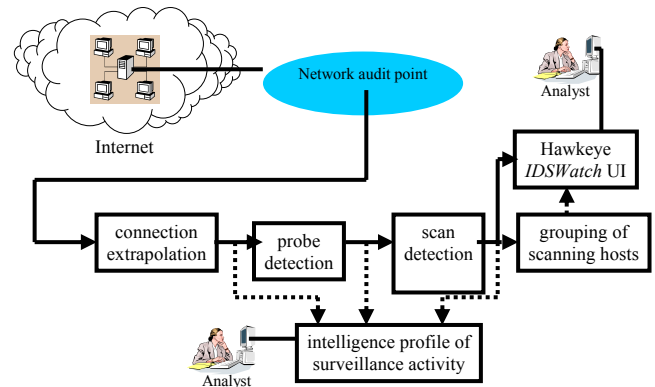 Network audit point
Analyst
Internet
Hawkeye
IDSWatch UI
connection
extrapolation
probe
detection
scan
detection
grouping of
scanning hosts
intelligence profile of
surveillance activity
Analyst